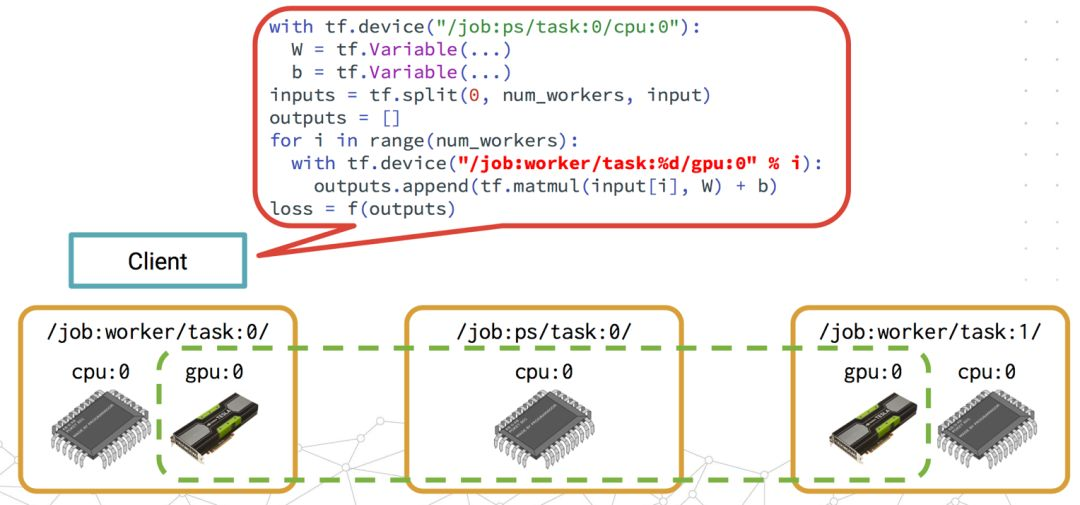 with tf.device("/job:ps/task:0/cpu:0"):
W = tf.Variable(...)
b = tf.Variable(...)
inputs = tf.split(0, num_workers, input)
outputs = []
for i in range(num_workers):
with tf.device("/job:worker/task:%d/gpu:0" % i):
outputs.append(tf.matmul(input[i], W) + b)
loss = f(outputs)
Client
/job:worker/task:0/
cpu:0 gpu:0
/job:ps/task:0/
cpu:0
/job:worker/task:1/
gpu:0 cpu:0
TESLA
TESLA